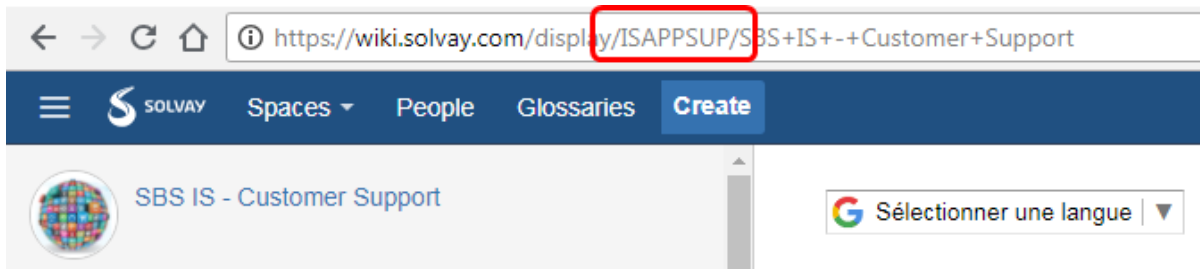 https://wiki.solvay.com/display/ISAPPSUP/SBS+IS+-+Customer+Support
SOLVAY Spaces People Glossaries Create
SBS IS - Customer Support
Sélectionner une langue